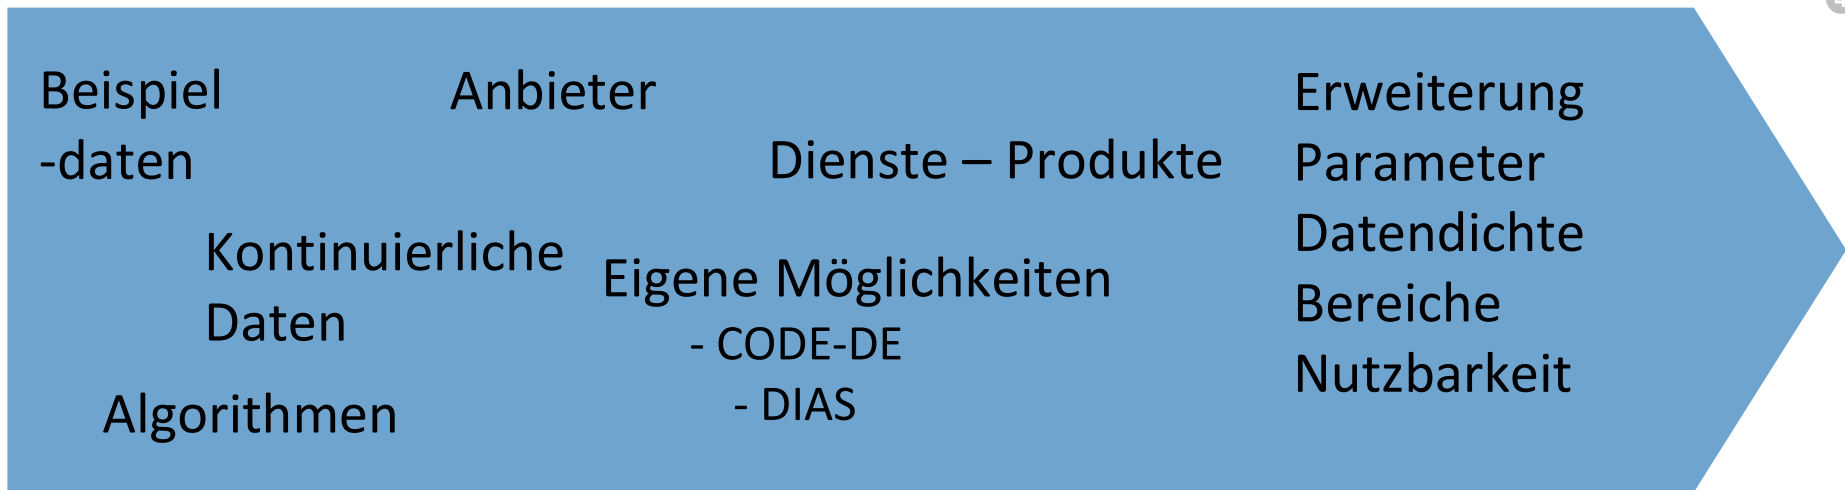 Beispiel
-daten
Anbieter
Dienste – Produkte
Kontinuierliche
Daten
Eigene Möglichkeiten
- CODE-DE
- DIAS
Algorithmen
Erweiterung
Parameter
Datendichte
Bereiche
Nutzbarkeit